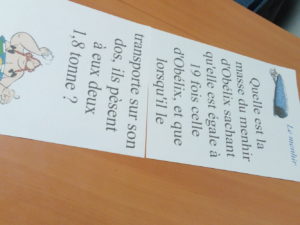 Le menhir
Quelle est la
masse du menhir
d'Obélix sachant
qu'elle est égale à
19 fois celle
d'Obélix, et que
lorsqu'il le
transporte sur son
dos, ils pèsent
à eux deux
1,8 tonne ?